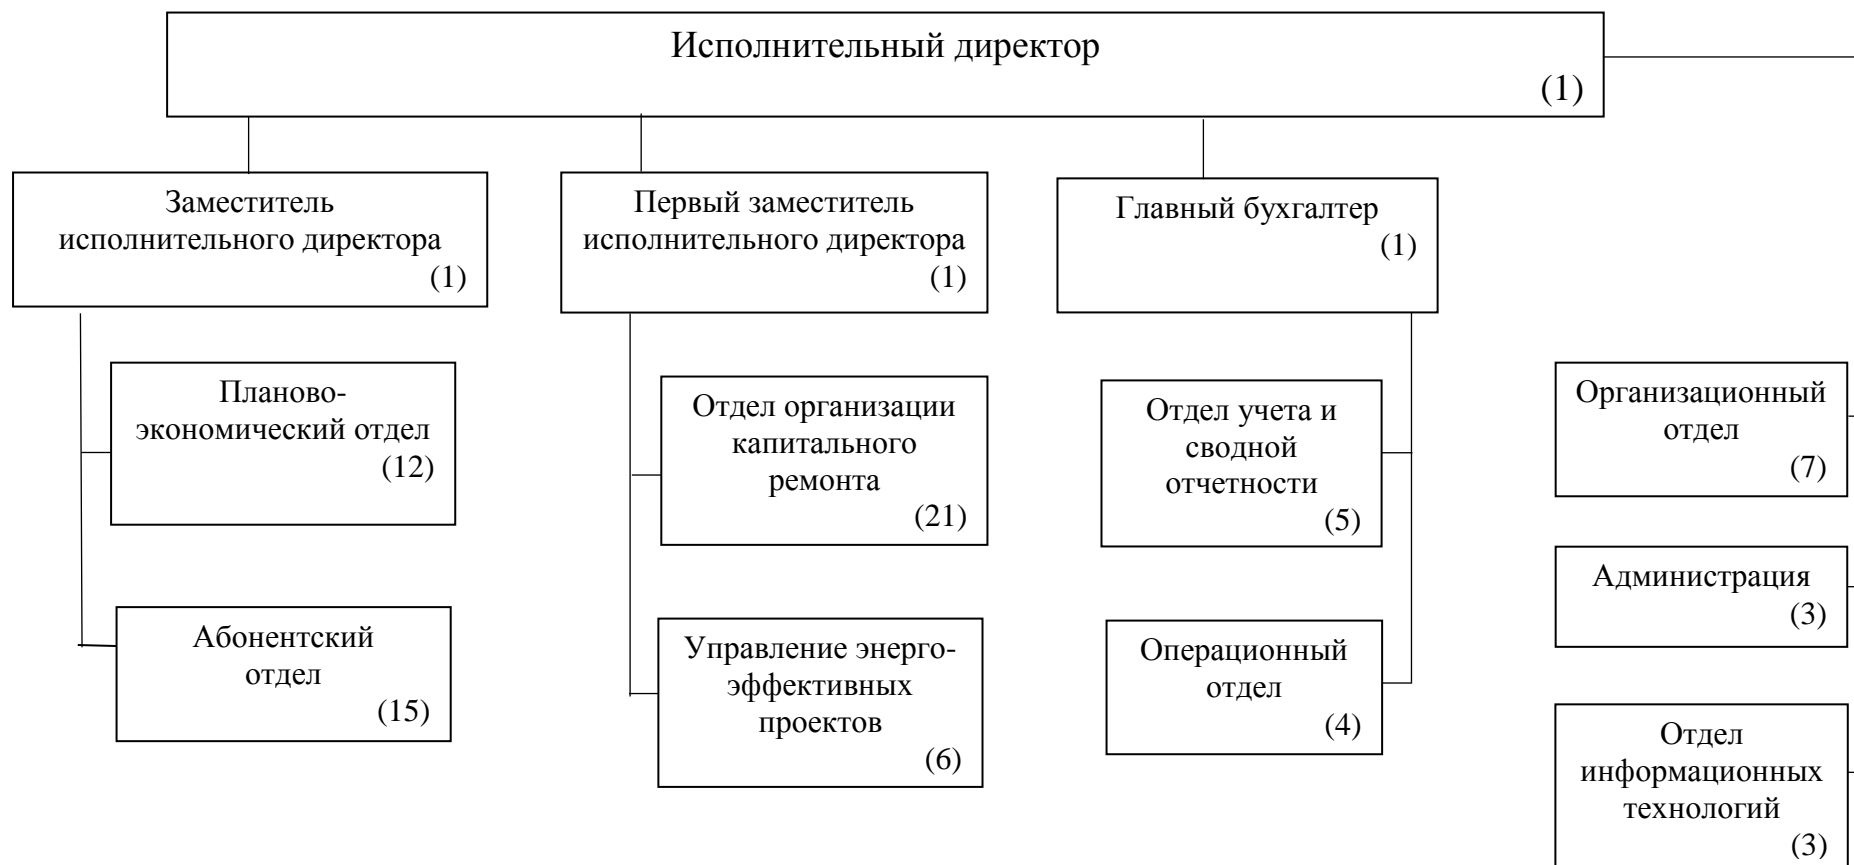 Исполнительный директор
(1)
Заместитель
исполнительного директора
(1)
Первый заместитель
исполнительного директора
(1)
Главный бухгалтер
(1)
Планово-
экономический отдел
(12)
Абонентский
отдел
(15)
Отдел организации
капитального
ремонта
(21)
Управление энерго-
эффективных
проектов
(6)
Отдел учета и
сводной
отчетности
(5)
Операционный
отдел
(4)
Организационный
отдел
(7)
Администрация
(3)
Отдел
информационных
технологий
(3)